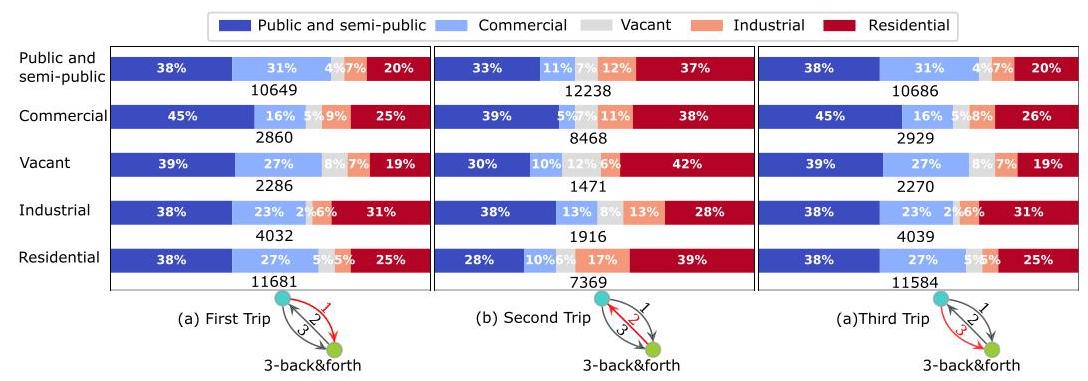 Public and semi-public Commercial Vacant Industrial Residential
Public and
semi-public
38% 31% 4% 7% 20%
10649
33% 11% 7% 12% 37%
12238
38% 31% 4% 7% 20%
10686
Commercial
45% 16% 5% 9% 25%
2860
39% 5% 7% 11% 38%
8468
45% 16% 5% 8% 26%
2929
Vacant
39% 27% 8% 7% 19%
2286
30% 10% 12% 6% 42%
1471
39% 27% 8% 7% 19%
2270
Industrial
38% 23% 2% 6% 31%
4032
38% 13% 8% 13% 28%
1916
38% 23% 2% 6% 31%
4039
Residential
38% 27% 5% 5% 25%
11681
28% 10% 6% 17% 39%
7369
38% 27% 5% 5% 25%
11584
(a) First Trip
1
2
3
3-back&forth
(b) Second Trip
1
2
3
3-back&forth
(a)Third Trip
1
2
3
3-back&forth